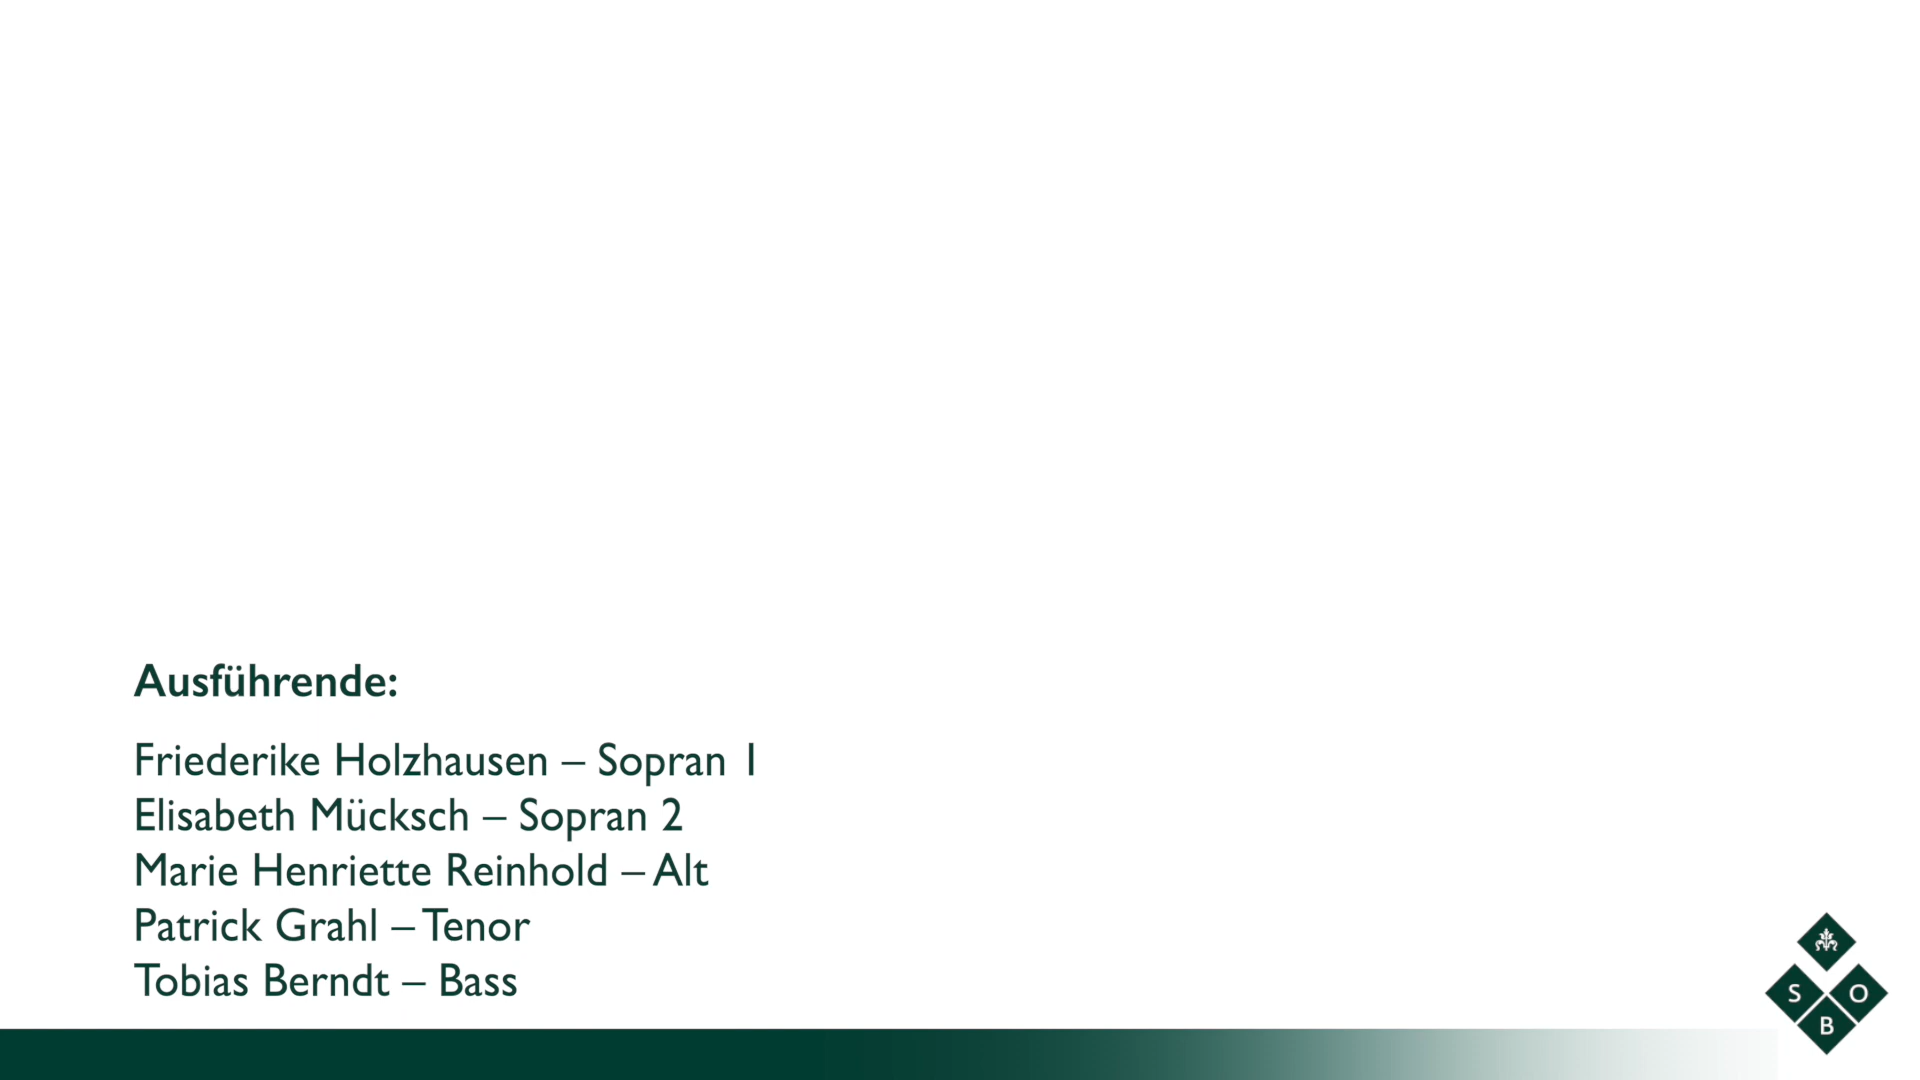 Ausführende:
Friederike Holzhausen – Sopran 1
Elisabeth Mücksch – Sopran 2
Marie Henriette Reinhold – Alt
Patrick Grahl – Tenor
Tobias Berndt – Bass
S O
B